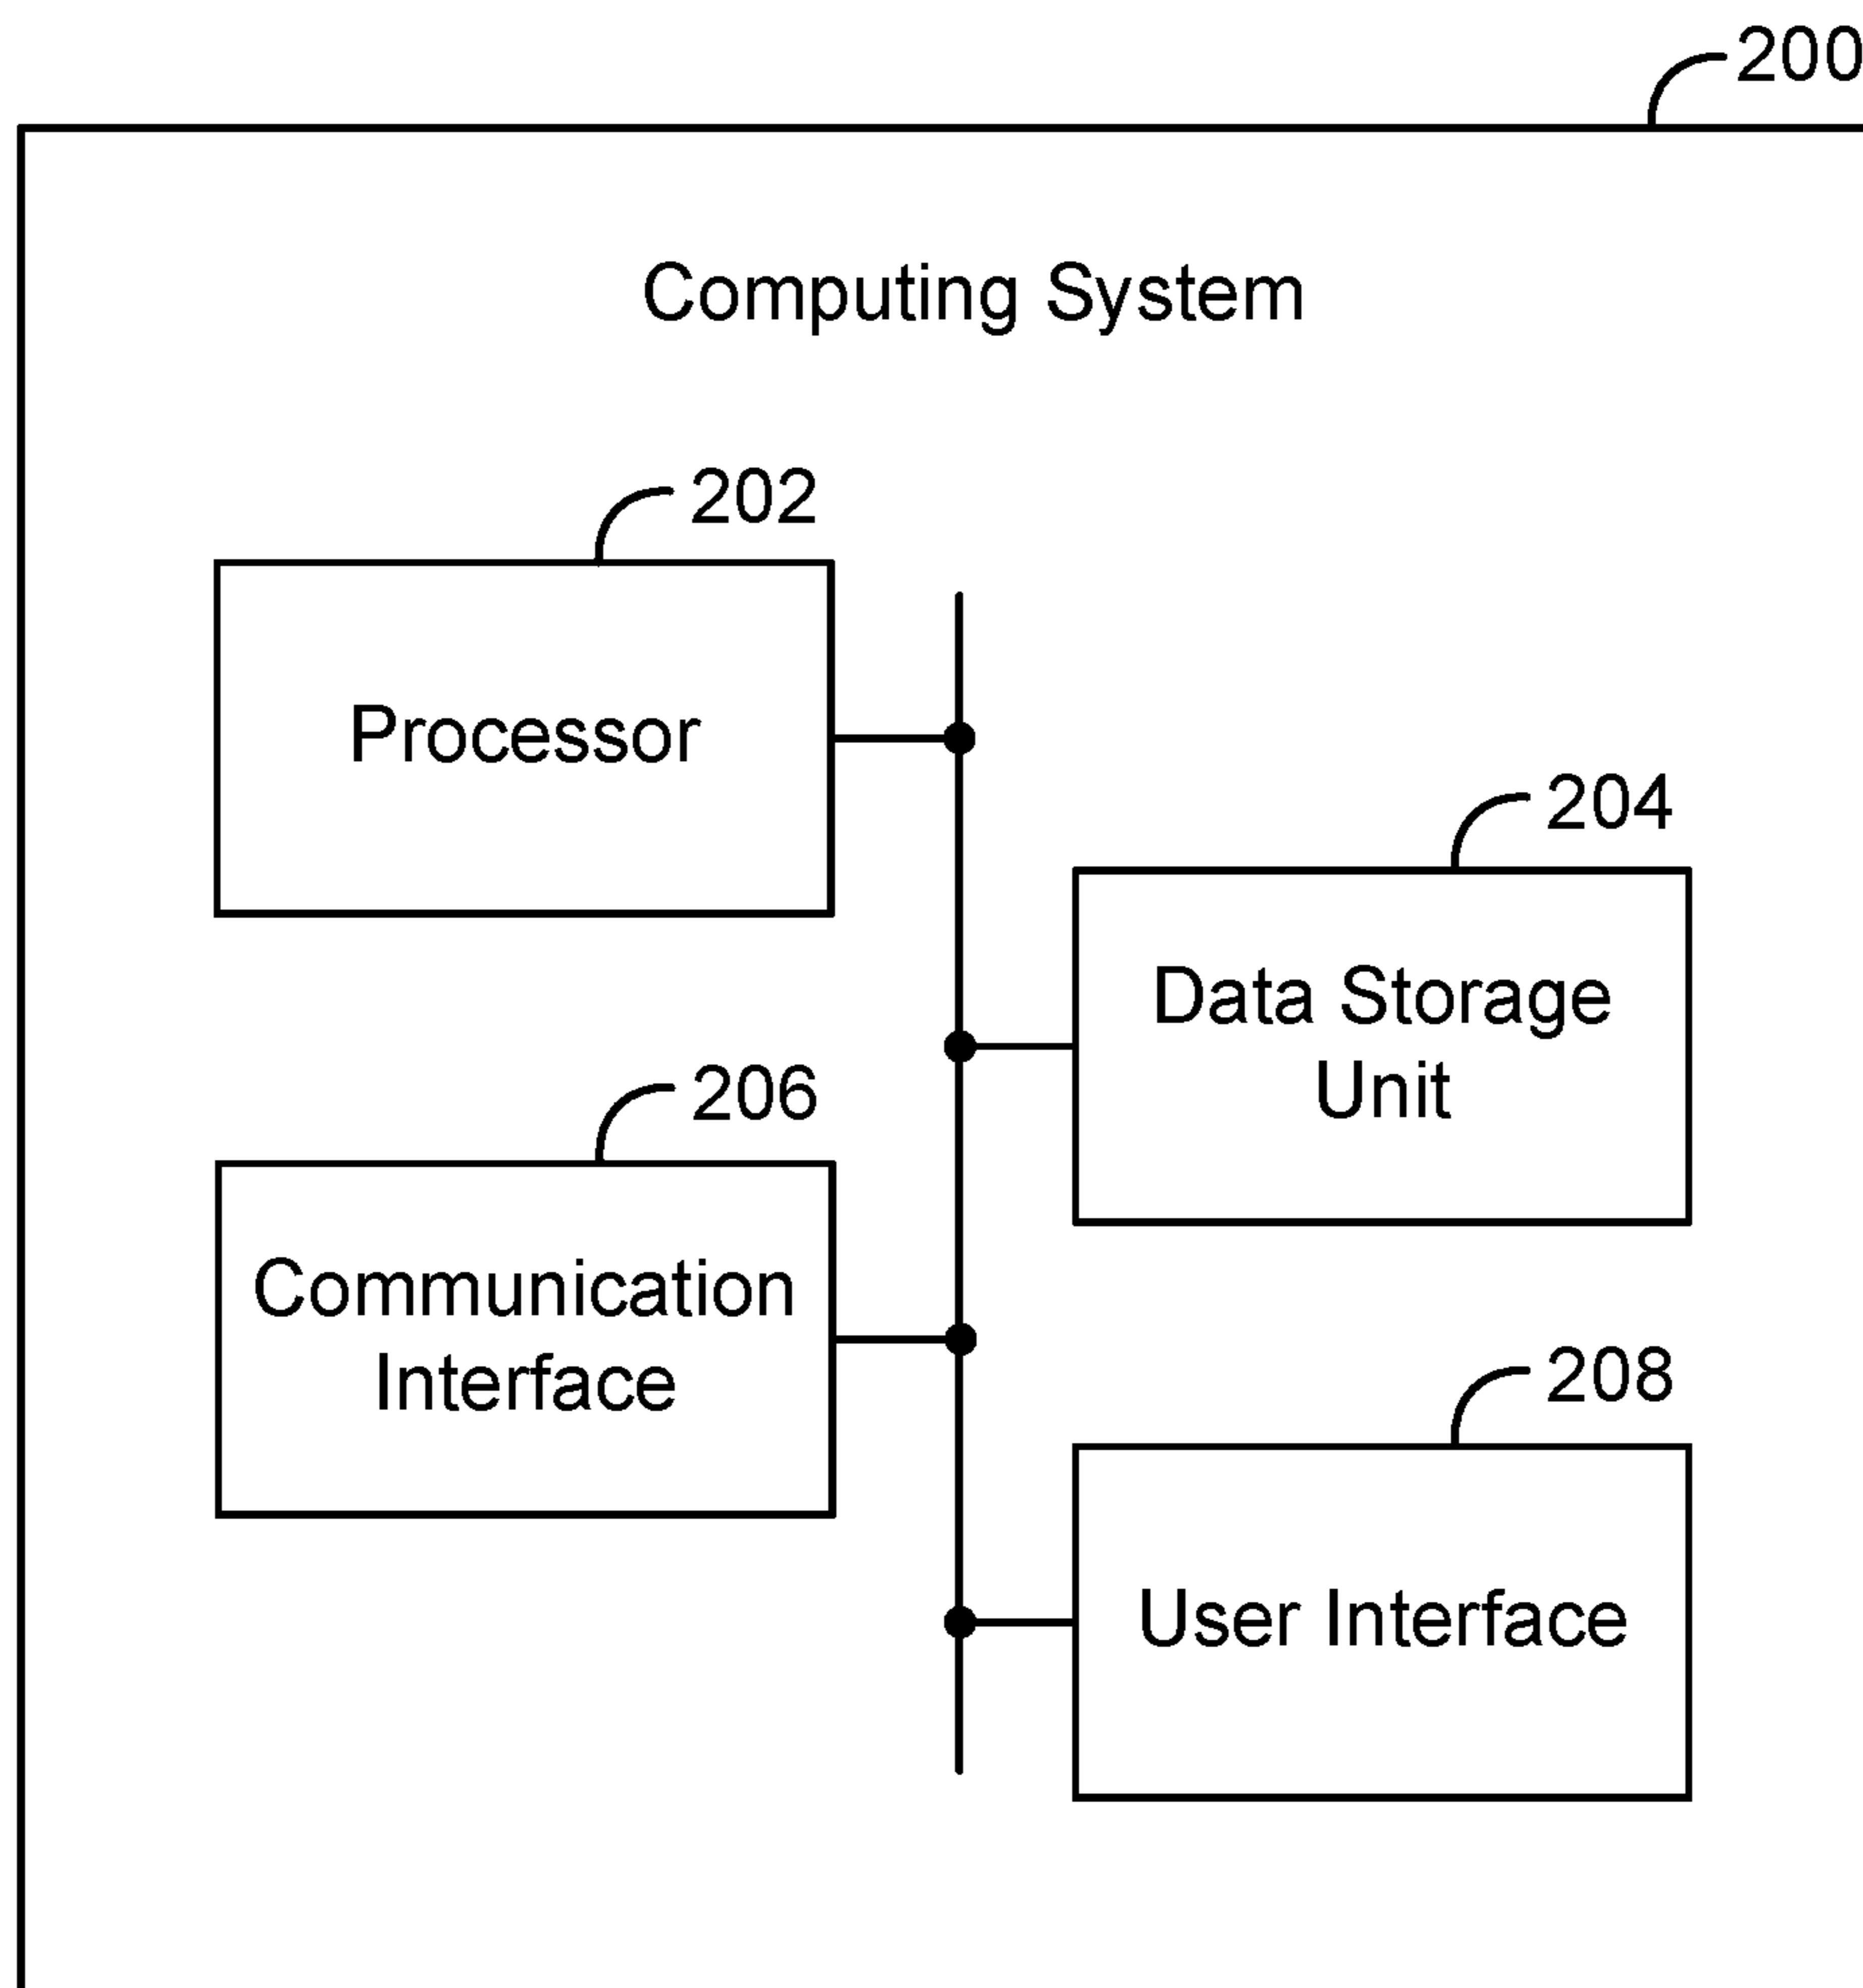 200
Computing System
202
Processor
204
Data Storage
Unit
206
Communication
Interface
208
User Interface